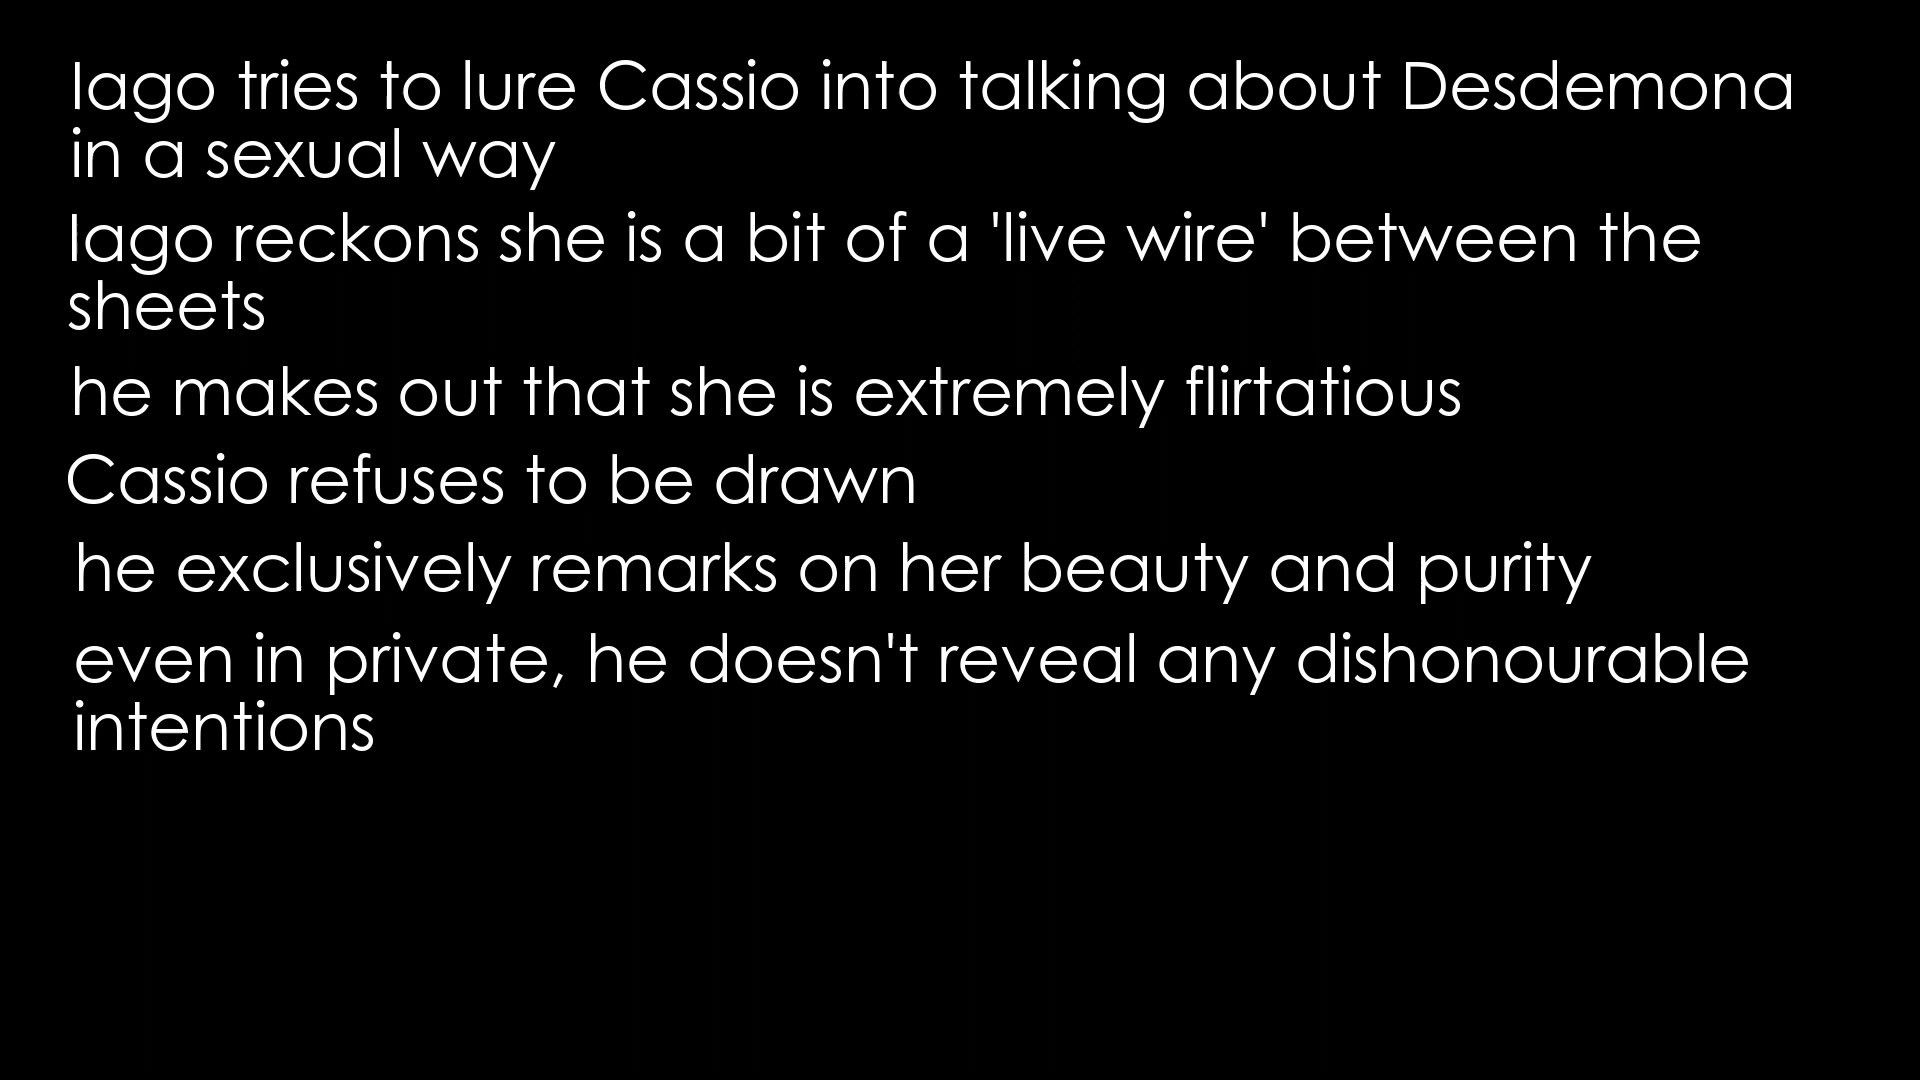 Iago tries to lure Cassio into talking about Desdemona
in a sexual way
Iago reckons she is a bit of a 'live wire' between the
sheets
he makes out that she is extremely flirtatious
Cassio refuses to be drawn
he exclusively remarks on her beauty and purity
even in private, he doesn't reveal any dishonourable
intentions